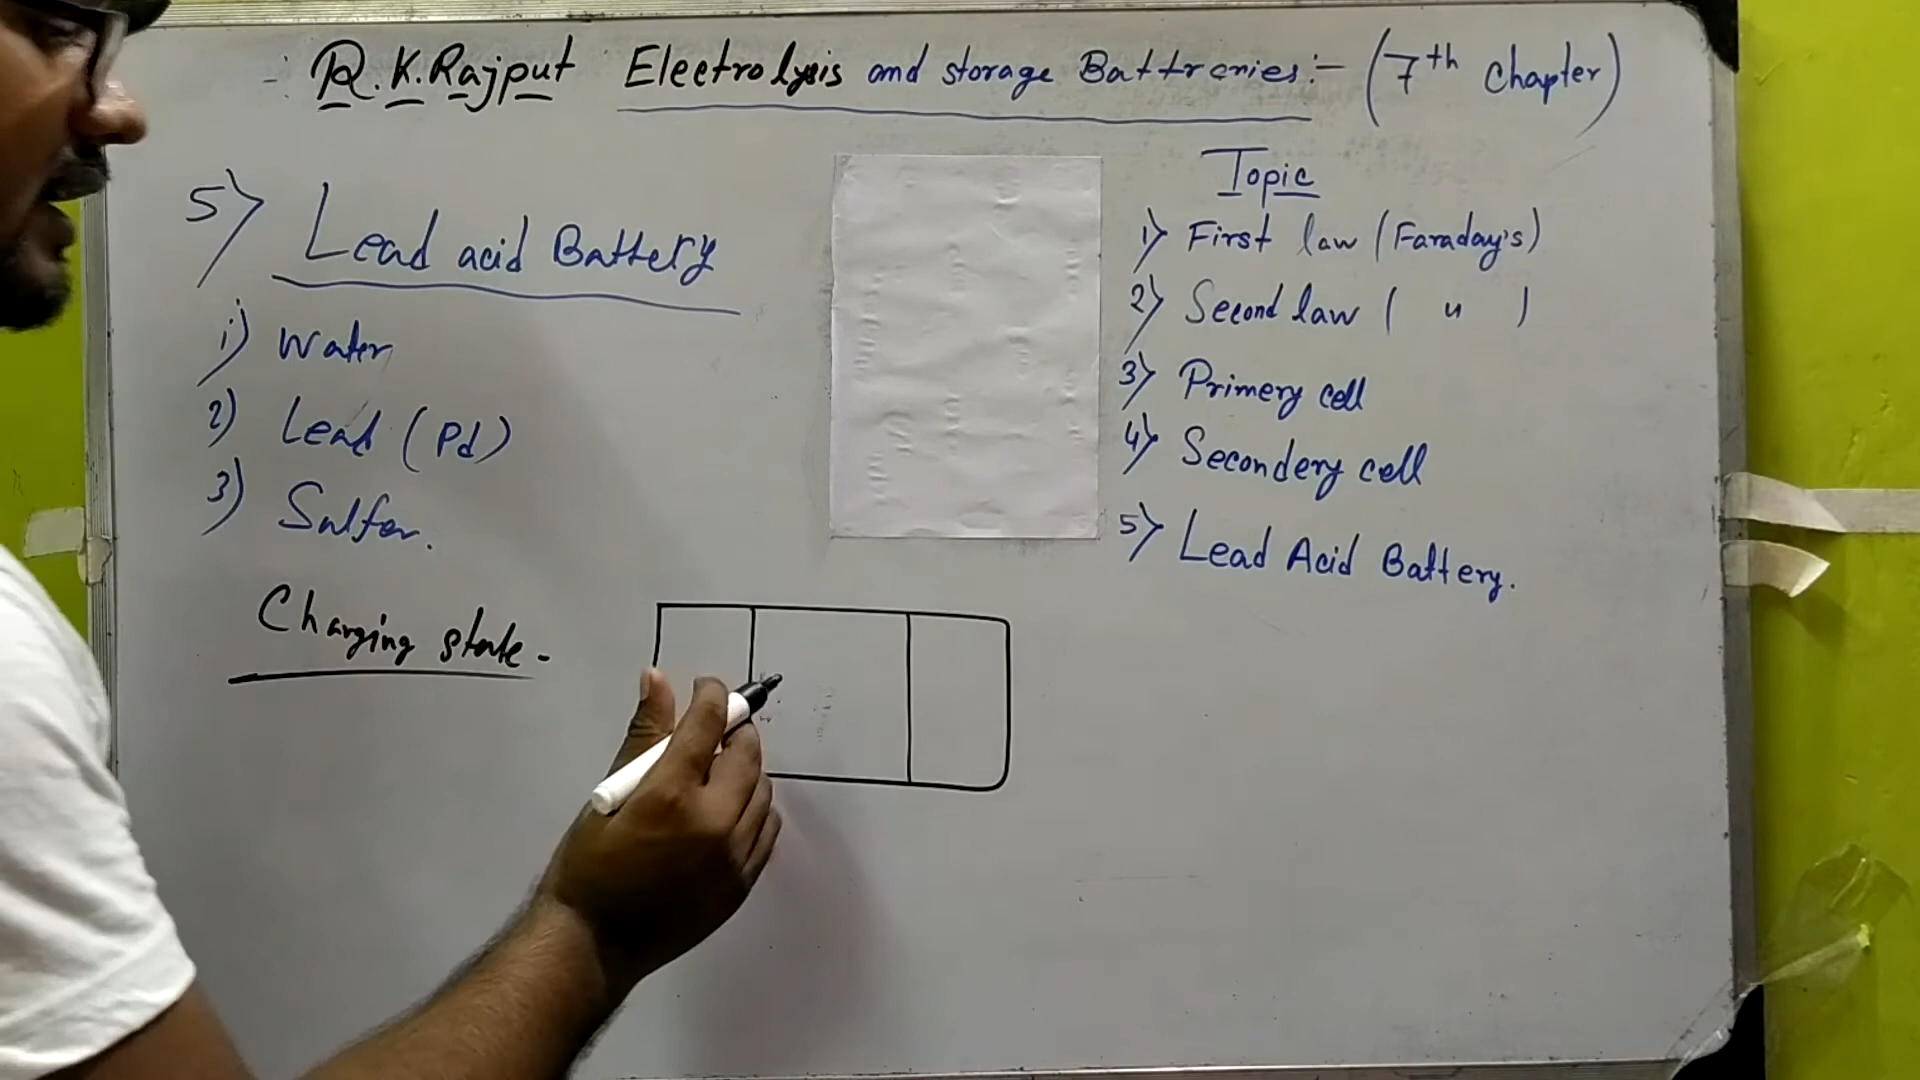 R.K.Rajput Electrolysis and storage Battreries:- (7th Chapter)
5) Lead acid Battery
1) Water
2) Lead (Pd)
3) Sulfer.
Charging state -
Topic
1) First law (Faraday's)
2) Second law ( " )
3) Primery cell
4) Secondery cell
5) Lead Acid Battery.